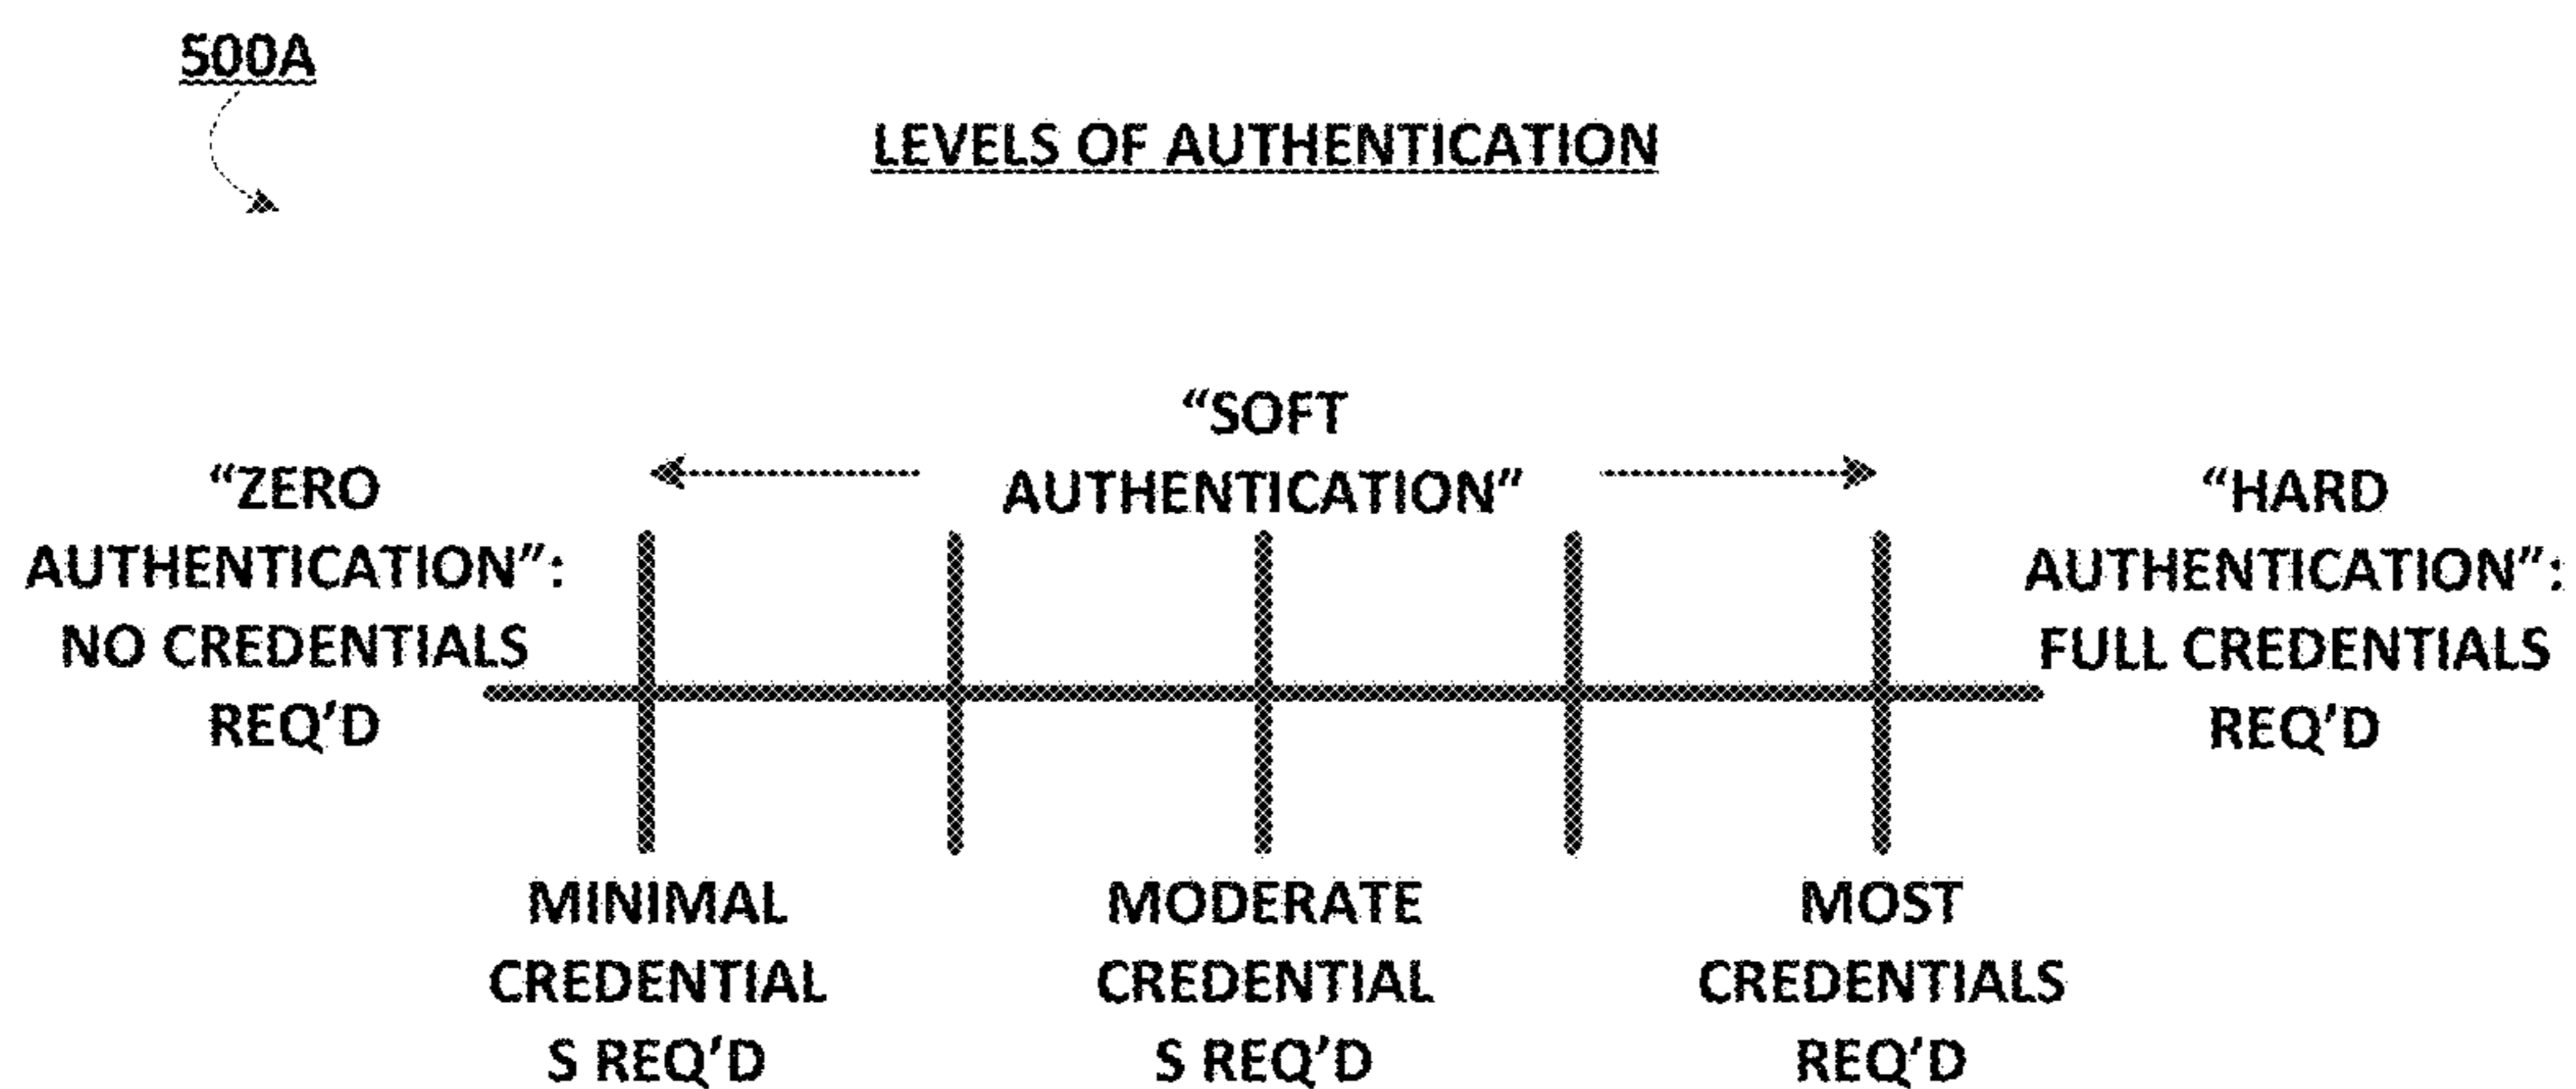 500A
LEVELS OF AUTHENTICATION
“ZERO
AUTHENTICATION”:
NO CREDENTIALS
REQ’D
“SOFT
AUTHENTICATION”
“HARD
AUTHENTICATION”:
FULL CREDENTIALS
REQ’D
MINIMAL
CREDENTIAL
S REQ’D
MODERATE
CREDENTIAL
S REQ’D
MOST
CREDENTIALS
REQ’D